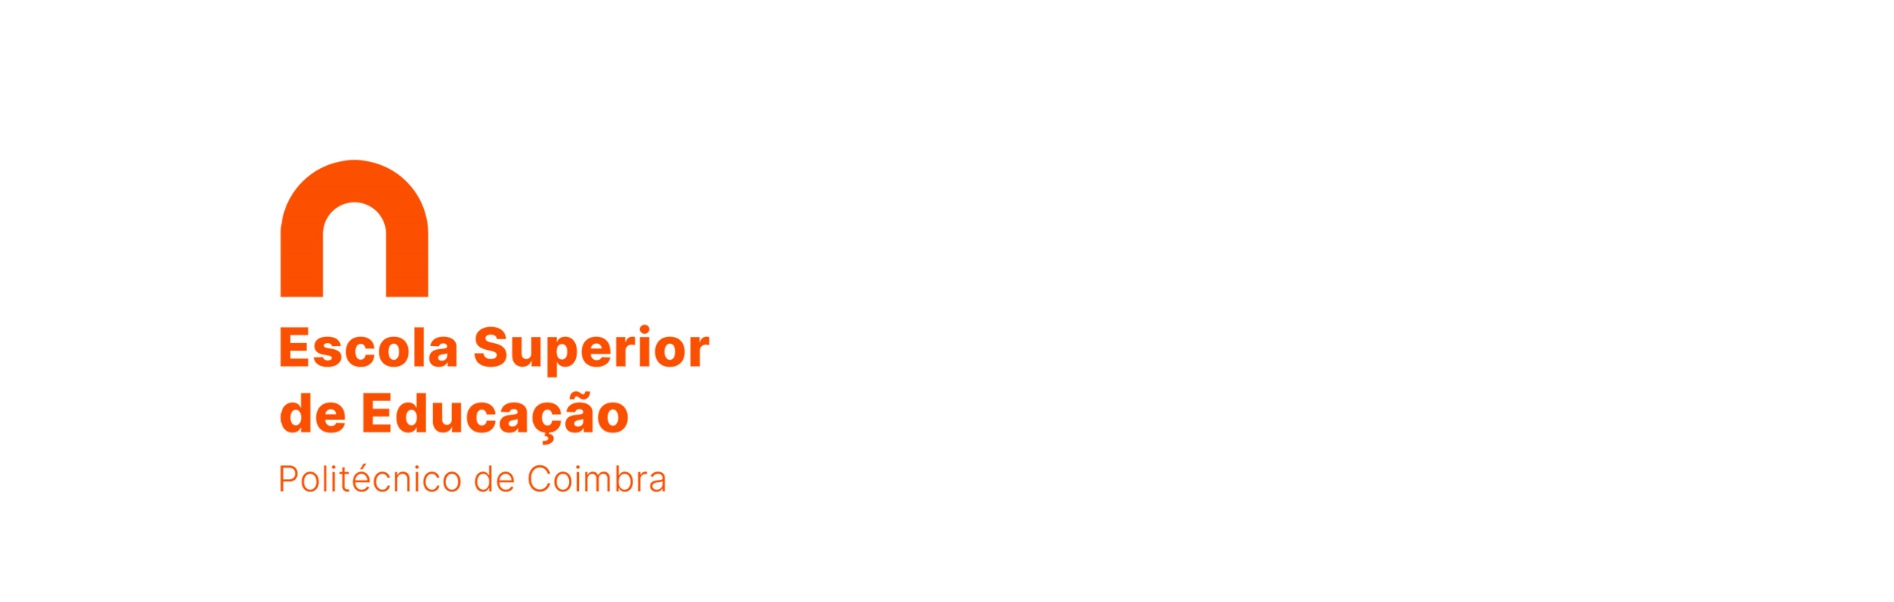 Escola Superior
de Educação
Politécnico de Coimbra